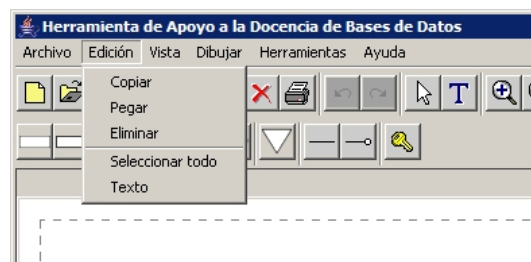 Herramienta de Apoyo a la Docencia de Bases de Datos
Archivo Edición Vista Dibujar Herramientas Ayuda
T
Copiar
Pegar
Eliminar
Seleccionar todo
Texto